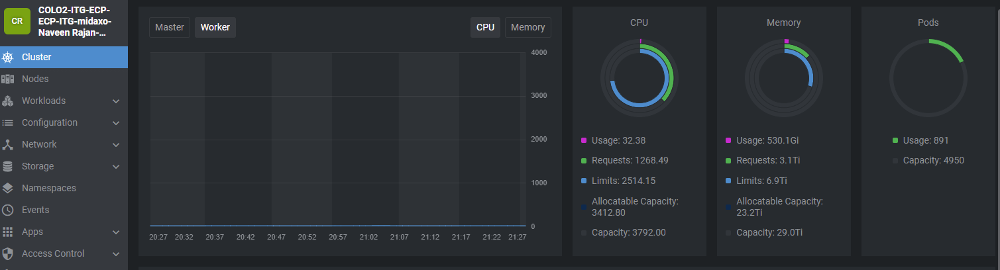 CR
COLO2-ITG-ECP-
ECP-ITG-midaxo-
Naveen Rajan-...
Cluster
Nodes
Workloads
Configuration
Network
Storage
Namespaces
Events
Apps
Access Control
Master
Worker
CPU
Memory
4000
3000
2000
1000
0
20:27 20:32 20:37 20:42 20:47 20:52 20:57 21:02 21:07 21:12 21:17 21:22 21:27
CPU
Usage: 32.38
Requests: 1268.49
Limits: 2514.15
Allocatable Capacity:
3412.80
Capacity: 3792.00
Memory
Usage: 530.1Gi
Requests: 3.1Ti
Limits: 6.9Ti
Allocatable Capacity:
23.2Ti
Capacity: 29.0Ti
Pods
Usage: 891
Capacity: 4950